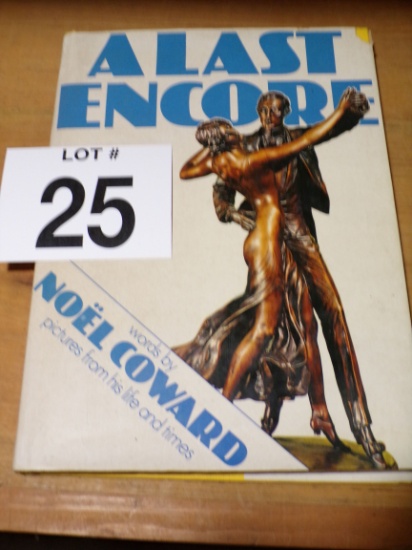 A LAST
ENCORE
LOT #
25
words by
NOËL COWARD
pictures from his life and times